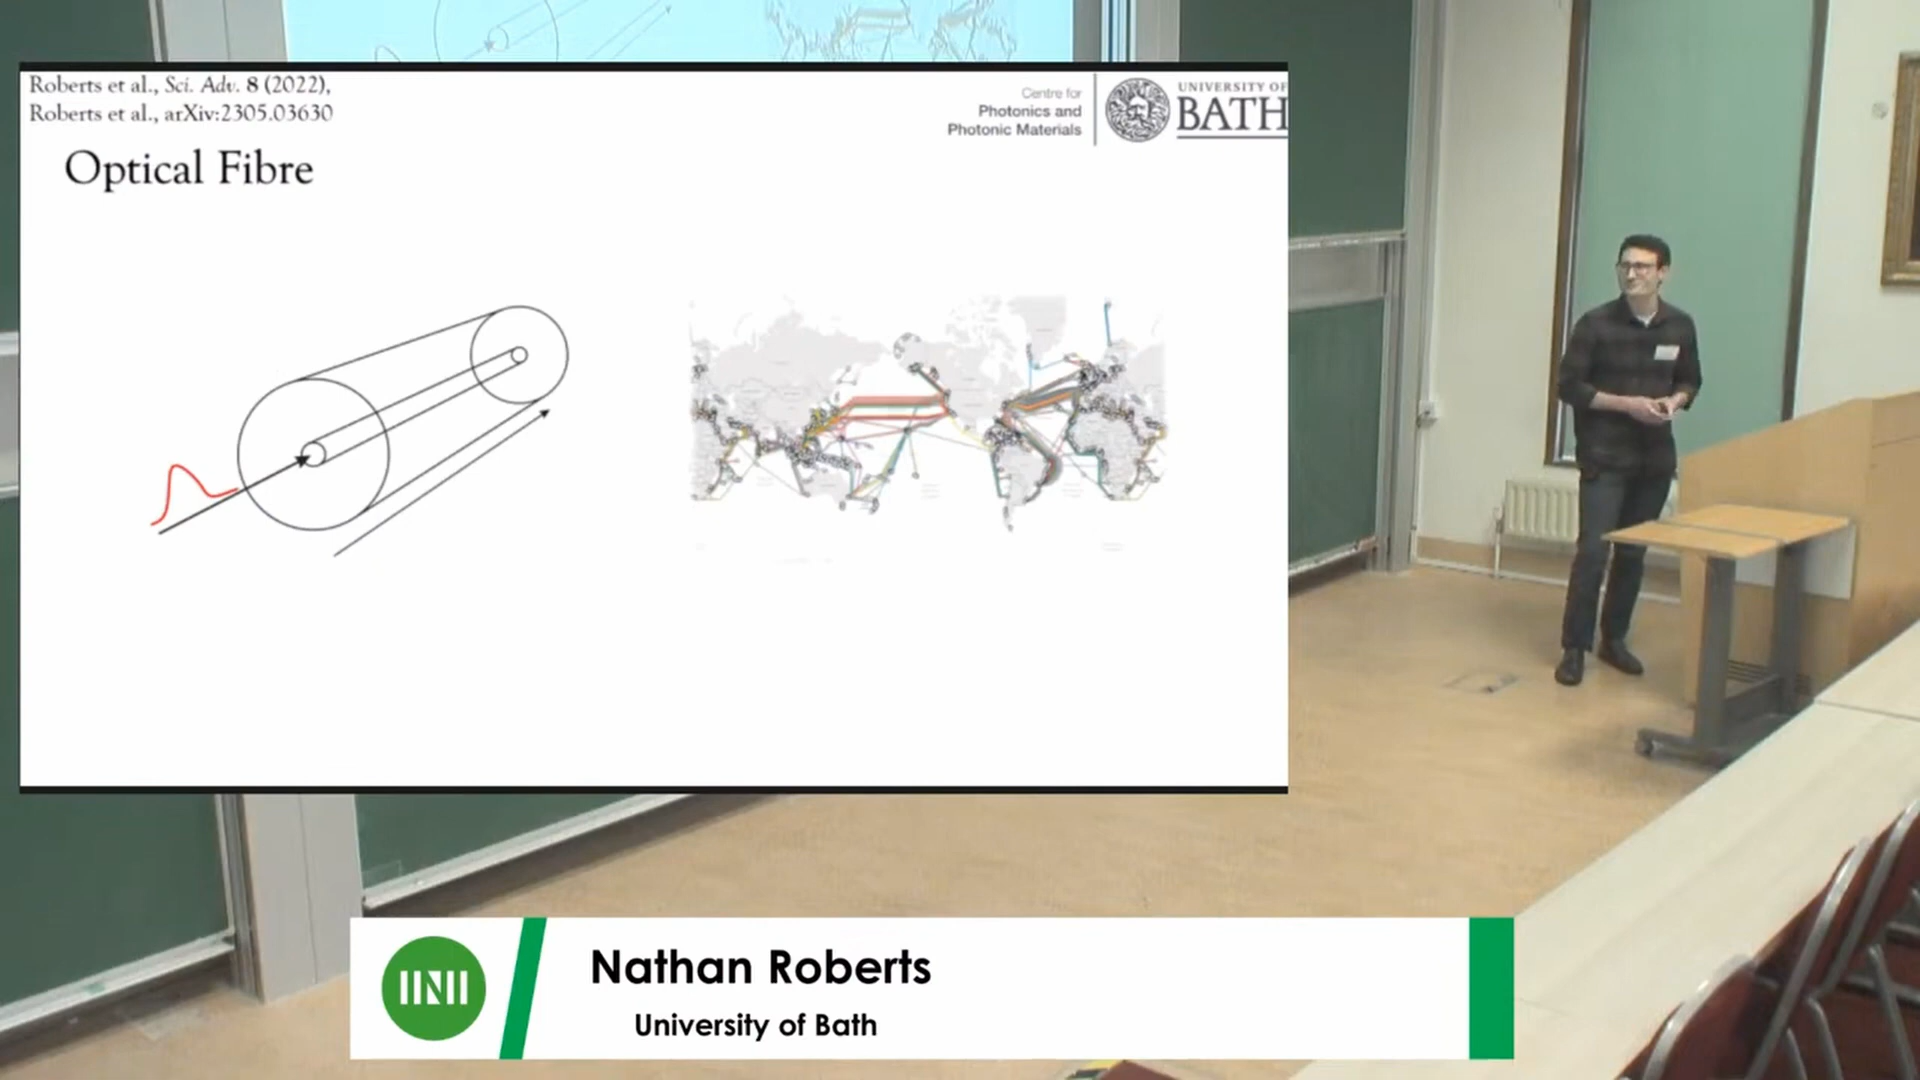 Roberts et al., Sci. Adv. 8 (2022),
Roberts et al., arXiv:2305.03630
Centre for
Photonics and
Photonic Materials
UNIVERSITY OF
BATH
Optical Fibre
Nathan Roberts
University of Bath